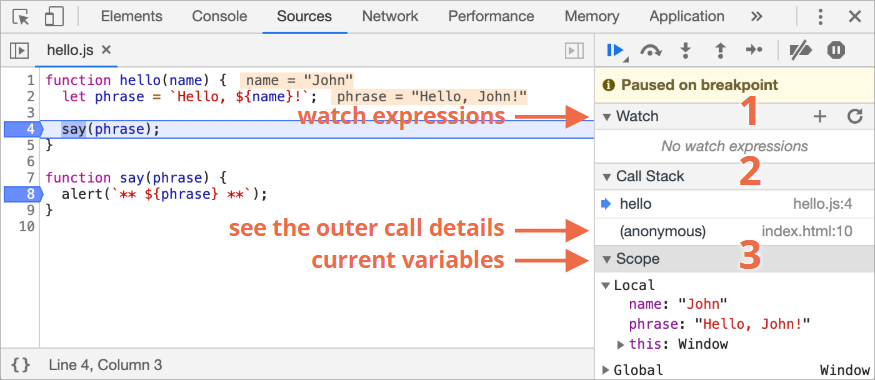 Elements Console Sources Network Performance Memory Application »
hello.js ×
1 function hello(name) { name = "John"
2 let phrase = `Hello, ${name}!`; phrase = "Hello, John!"
3
4 say(phrase);
5 }
6
7 function say(phrase) {
8 alert(`** ${phrase} **`);
9 }
10
watch expressions
see the outer call details
current variables
{ } Line 4, Column 3
Paused on breakpoint
1
Watch
No watch expressions
2
Call Stack
hello hello.js:4
(anonymous) index.html:10
3
Scope
Local
name: "John"
phrase: "Hello, John!"
this: Window
Global Window